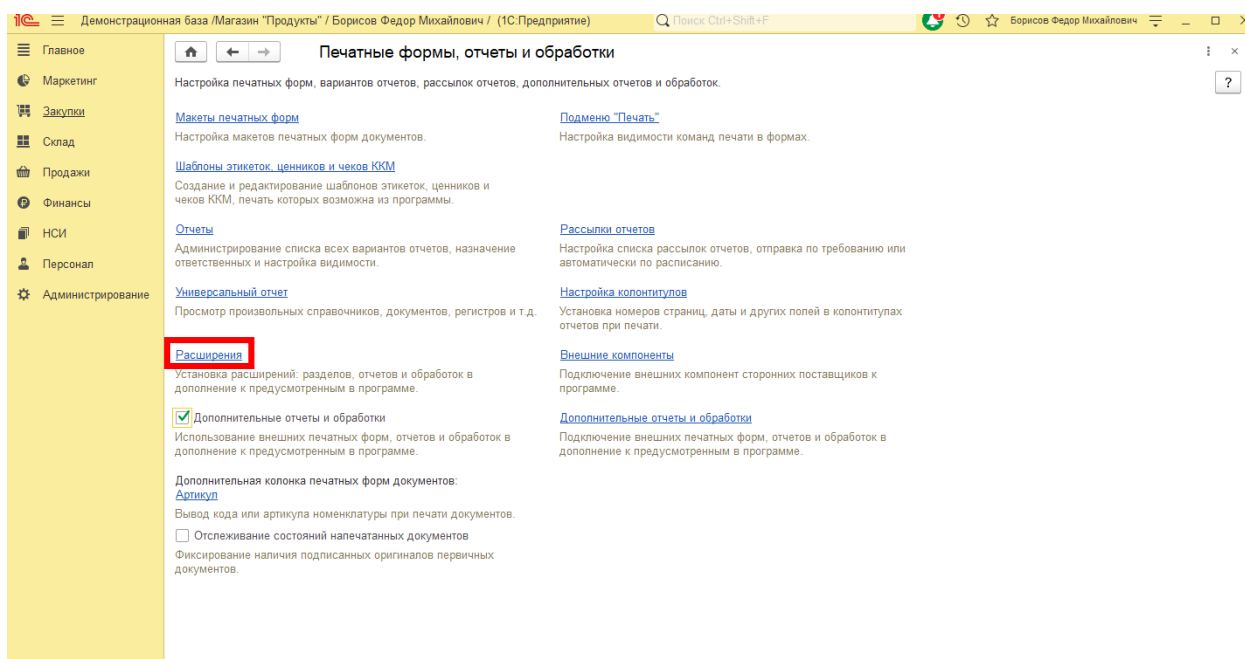 1С Демонстрационная база /Магазин "Продукты" / Борисов Федор Михайлович / (1С:Предприятие) Поиск Ctrl+Shift+F Борисов Федор Михайлович
Главное
Маркетинг
Закупки
Склад
Продажи
Финансы
НСИ
Персонал
Администрирование
Печатные формы, отчеты и обработки
Настройка печатных форм, вариантов отчетов, рассылок отчетов, дополнительных отчетов и обработок.
?
Макеты печатных форм
Настройка макетов печатных форм документов.
Подменю "Печать"
Настройка видимости команд печати в формах.
Шаблоны этикеток, ценников и чеков ККМ
Создание и редактирование шаблонов этикеток, ценников и
чеков ККМ, печать которых возможна из программы.
Отчеты
Администрирование списка всех вариантов отчетов, назначение
ответственных и настройка видимости.
Рассылки отчетов
Настройка списка рассылок отчетов, отправка по требованию или
автоматически по расписанию.
Универсальный отчет
Просмотр произвольных справочников, документов, регистров и т.д.
Настройка колонтитулов
Установка номеров страниц, даты и других полей в колонтитулах
отчетов при печати.
Расширения
Установка расширений: разделов, отчетов и обработок в
дополнение к предусмотренным в программе.
Внешние компоненты
Подключение внешних компонент сторонних поставщиков к
программе.
Дополнительные отчеты и обработки
Использование внешних печатных форм, отчетов и обработок в
дополнение к предусмотренным в программе.
Дополнительные отчеты и обработки
Подключение внешних печатных форм, отчетов и обработок в
дополнение к предусмотренным в программе.
Дополнительная колонка печатных форм документов:
Артикул
Вывод кода или артикула номенклатуры при печати документов.
Отслеживание состояний напечатанных документов
Фиксирование наличия подписанных оригиналов первичных
документов.